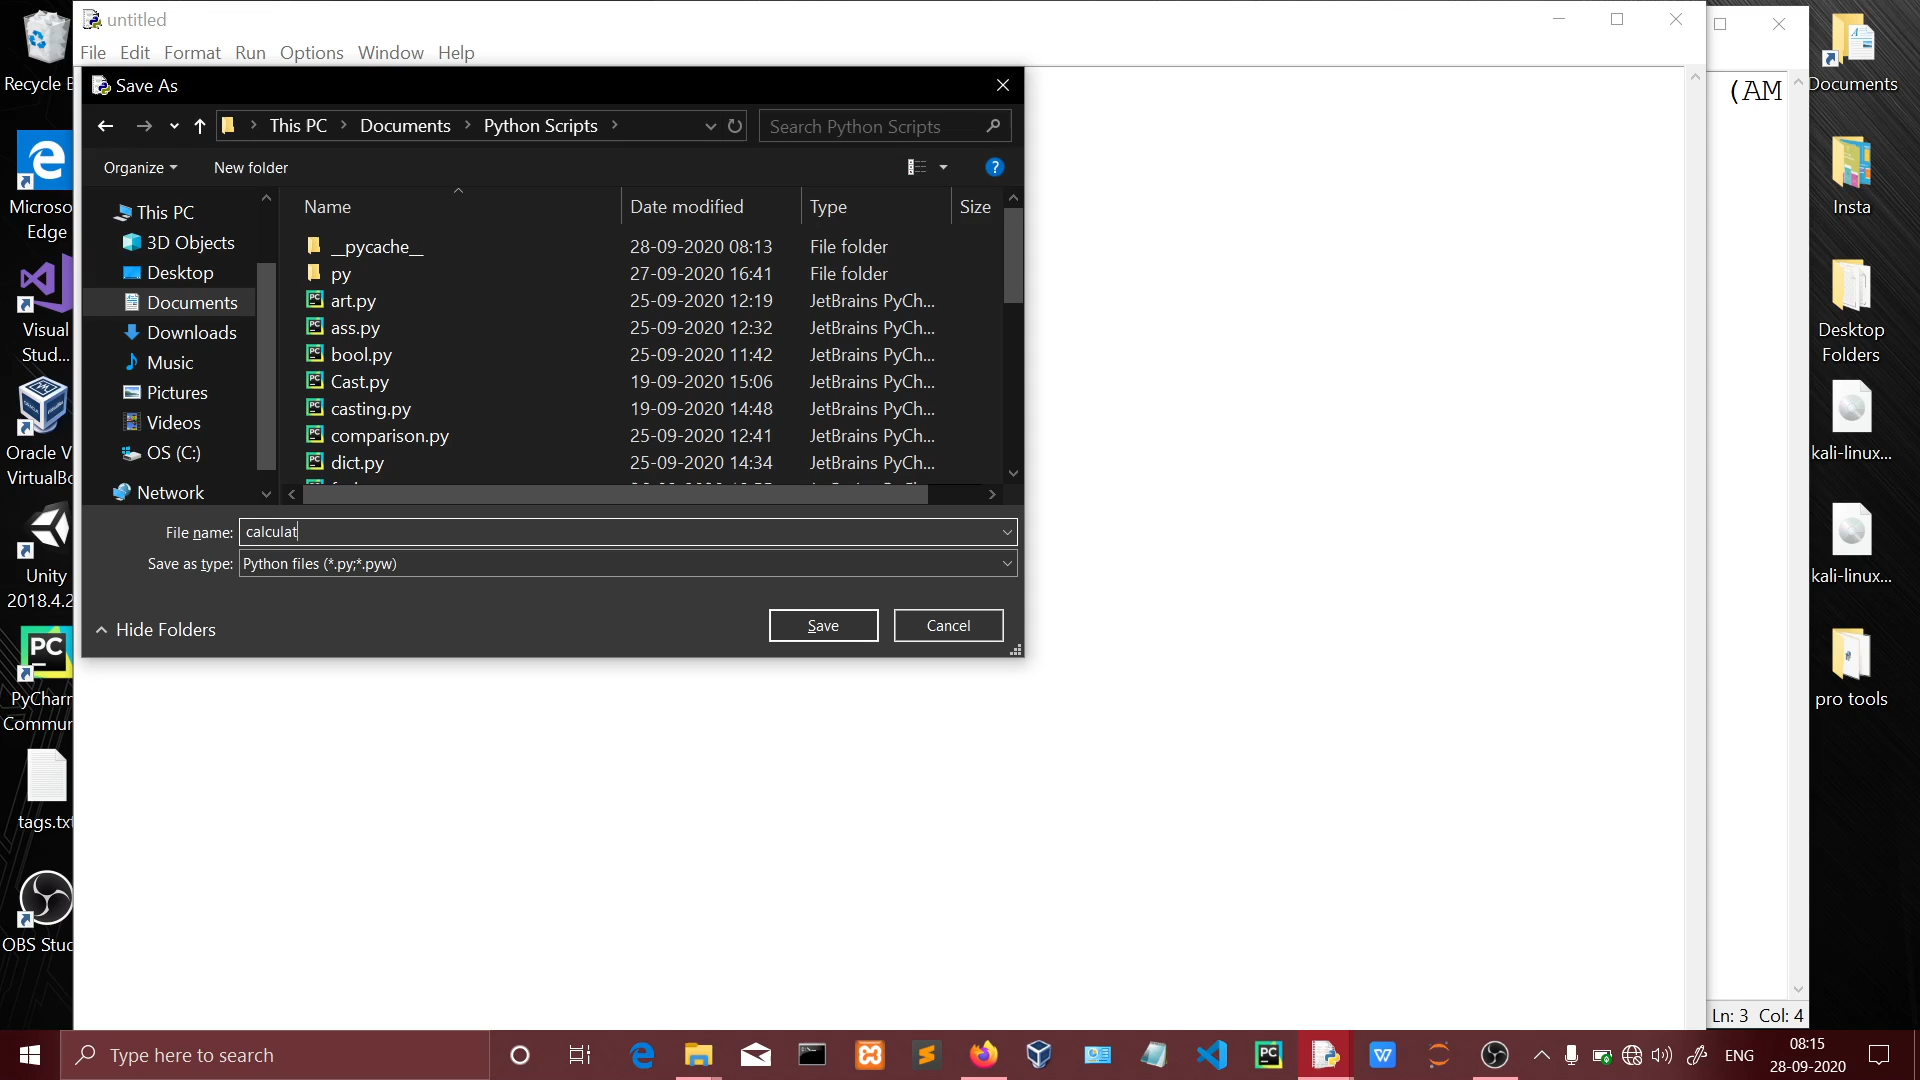 untitled
File Edit Format Run Options Window Help
Save As
This PC Documents Python Scripts
Search Python Scripts
Organize New folder
Name Date modified Type Size
This PC
3D Objects
Desktop
Documents
Downloads
Music
Pictures
Videos
OS (C:)
Network
__pycache__ 28-09-2020 08:13 File folder
py 27-09-2020 16:41 File folder
art.py 25-09-2020 12:19 JetBrains PyCh...
ass.py 25-09-2020 12:32 JetBrains PyCh...
bool.py 25-09-2020 11:42 JetBrains PyCh...
Cast.py 19-09-2020 15:06 JetBrains PyCh...
casting.py 19-09-2020 14:48 JetBrains PyCh...
comparison.py 25-09-2020 12:41 JetBrains PyCh...
dict.py 25-09-2020 14:34 JetBrains PyCh...
File name: calculat
Save as type: Python files (*.py;*.pyw)
Hide Folders
Save Cancel
(AM
Ln: 3 Col: 4
Recycle B
Microso
Edge
Visual
Stud...
Oracle V
VirtualBo
Unity
2018.4.2
PC
PyCharm
Commun
tags.txt
OBS Stud
Documents
Insta
Desktop
Folders
kali-linux...
kali-linux...
pro tools
Type here to search
ENG
08:15
28-09-2020